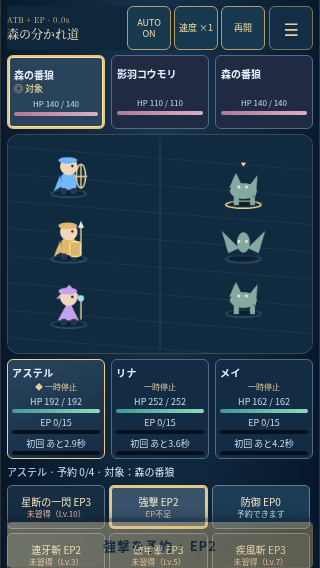 ATB + EP · 0.0s
森の分かれ道
AUTO
ON
速度 ×1
再開
☰
森の番狼
◎ 対象
HP 140 / 140
影羽コウモリ
HP 110 / 110
森の番狼
HP 140 / 140
アステル
◆ 一時停止
HP 192 / 192
EP 0/15
初回 あと2.9秒
リナ
一時停止
HP 252 / 252
EP 0/15
初回 あと3.6秒
メイ
一時停止
HP 162 / 162
EP 0/15
初回 あと4.2秒
アステル・予約 0/4・対象：森の番狼
星断の一閃 EP3
未習得（Lv.10）
強撃 EP2
EP不足
防御 EP0
予約できます
強撃を予約 EP2
連牙斬 EP2
未習得（Lv.3）
EP3
未習得（Lv.5）
疾風斬 EP3
未習得（Lv.7）